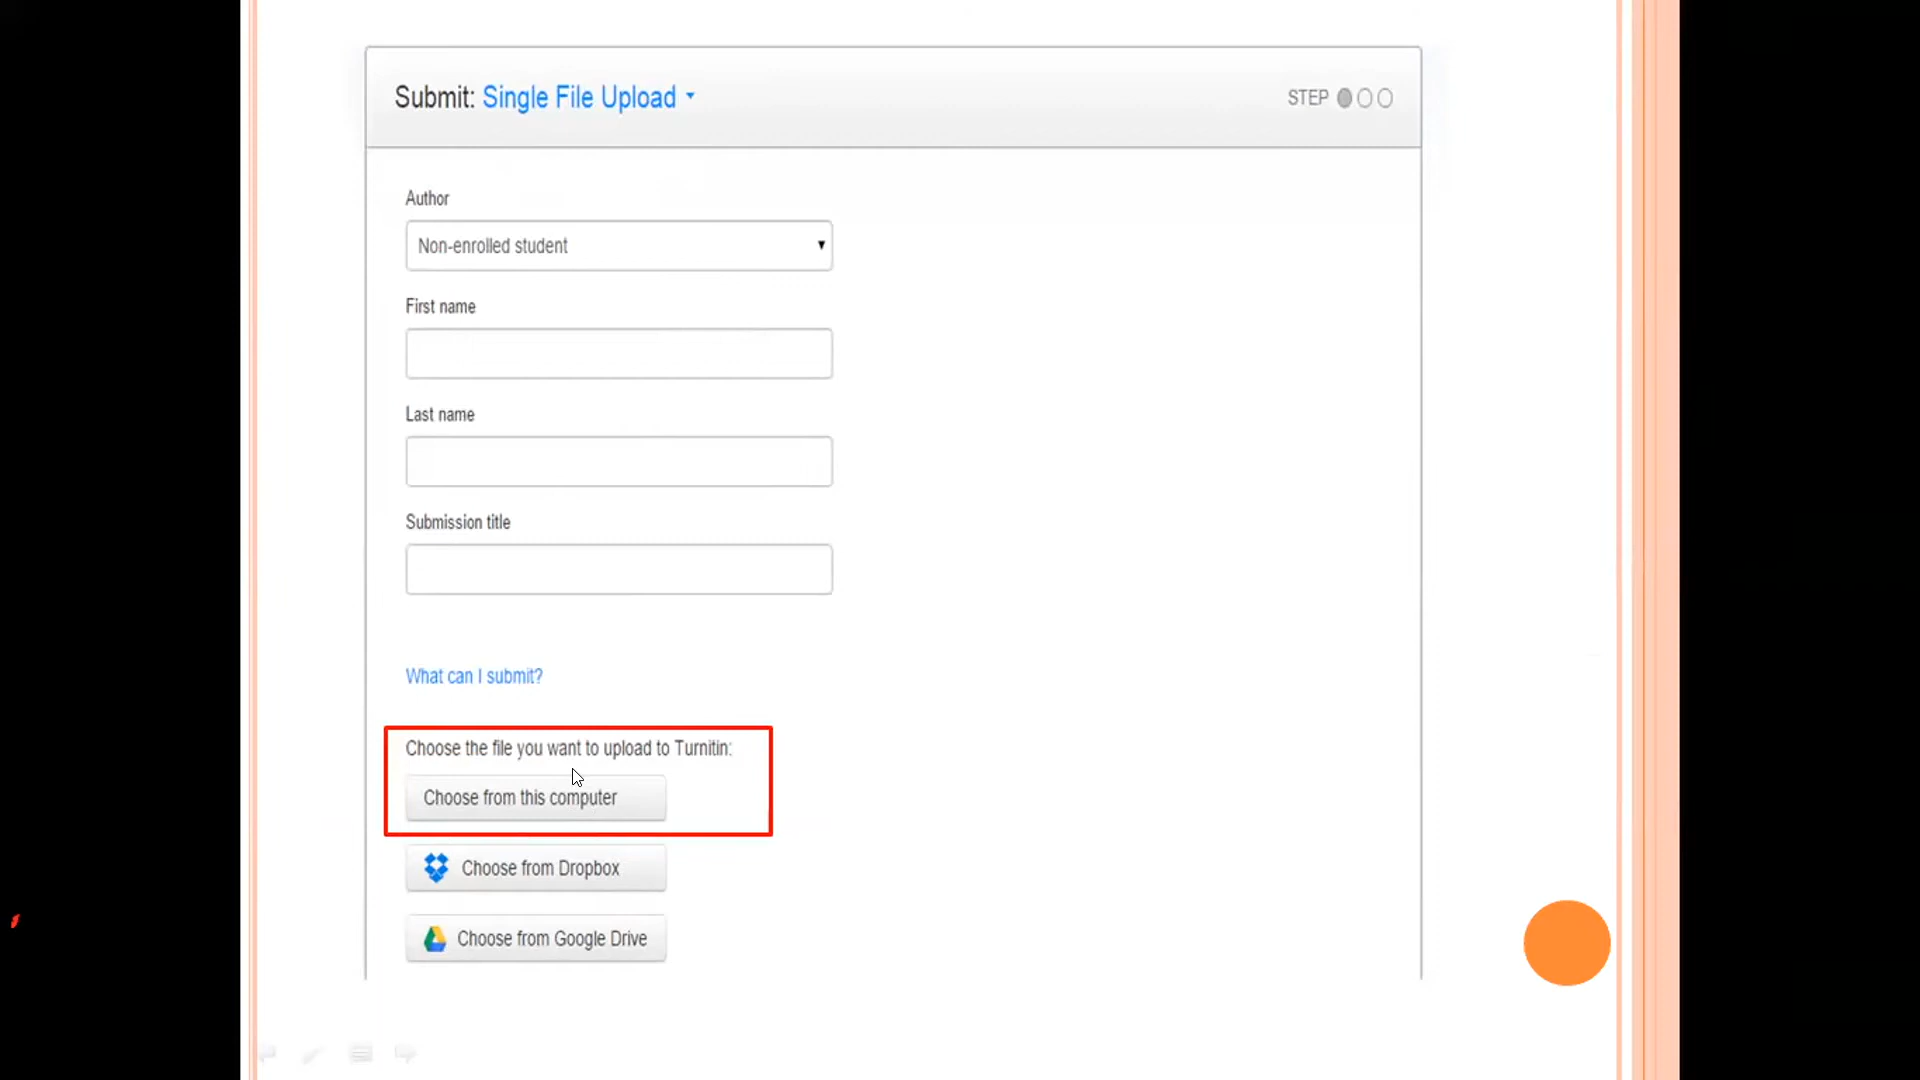 Submit: Single File Upload
STEP
Author
Non-enrolled student
First name
Last name
Submission title
What can I submit?
Choose the file you want to upload to Turnitin:
Choose from this computer
Choose from Dropbox
Choose from Google Drive